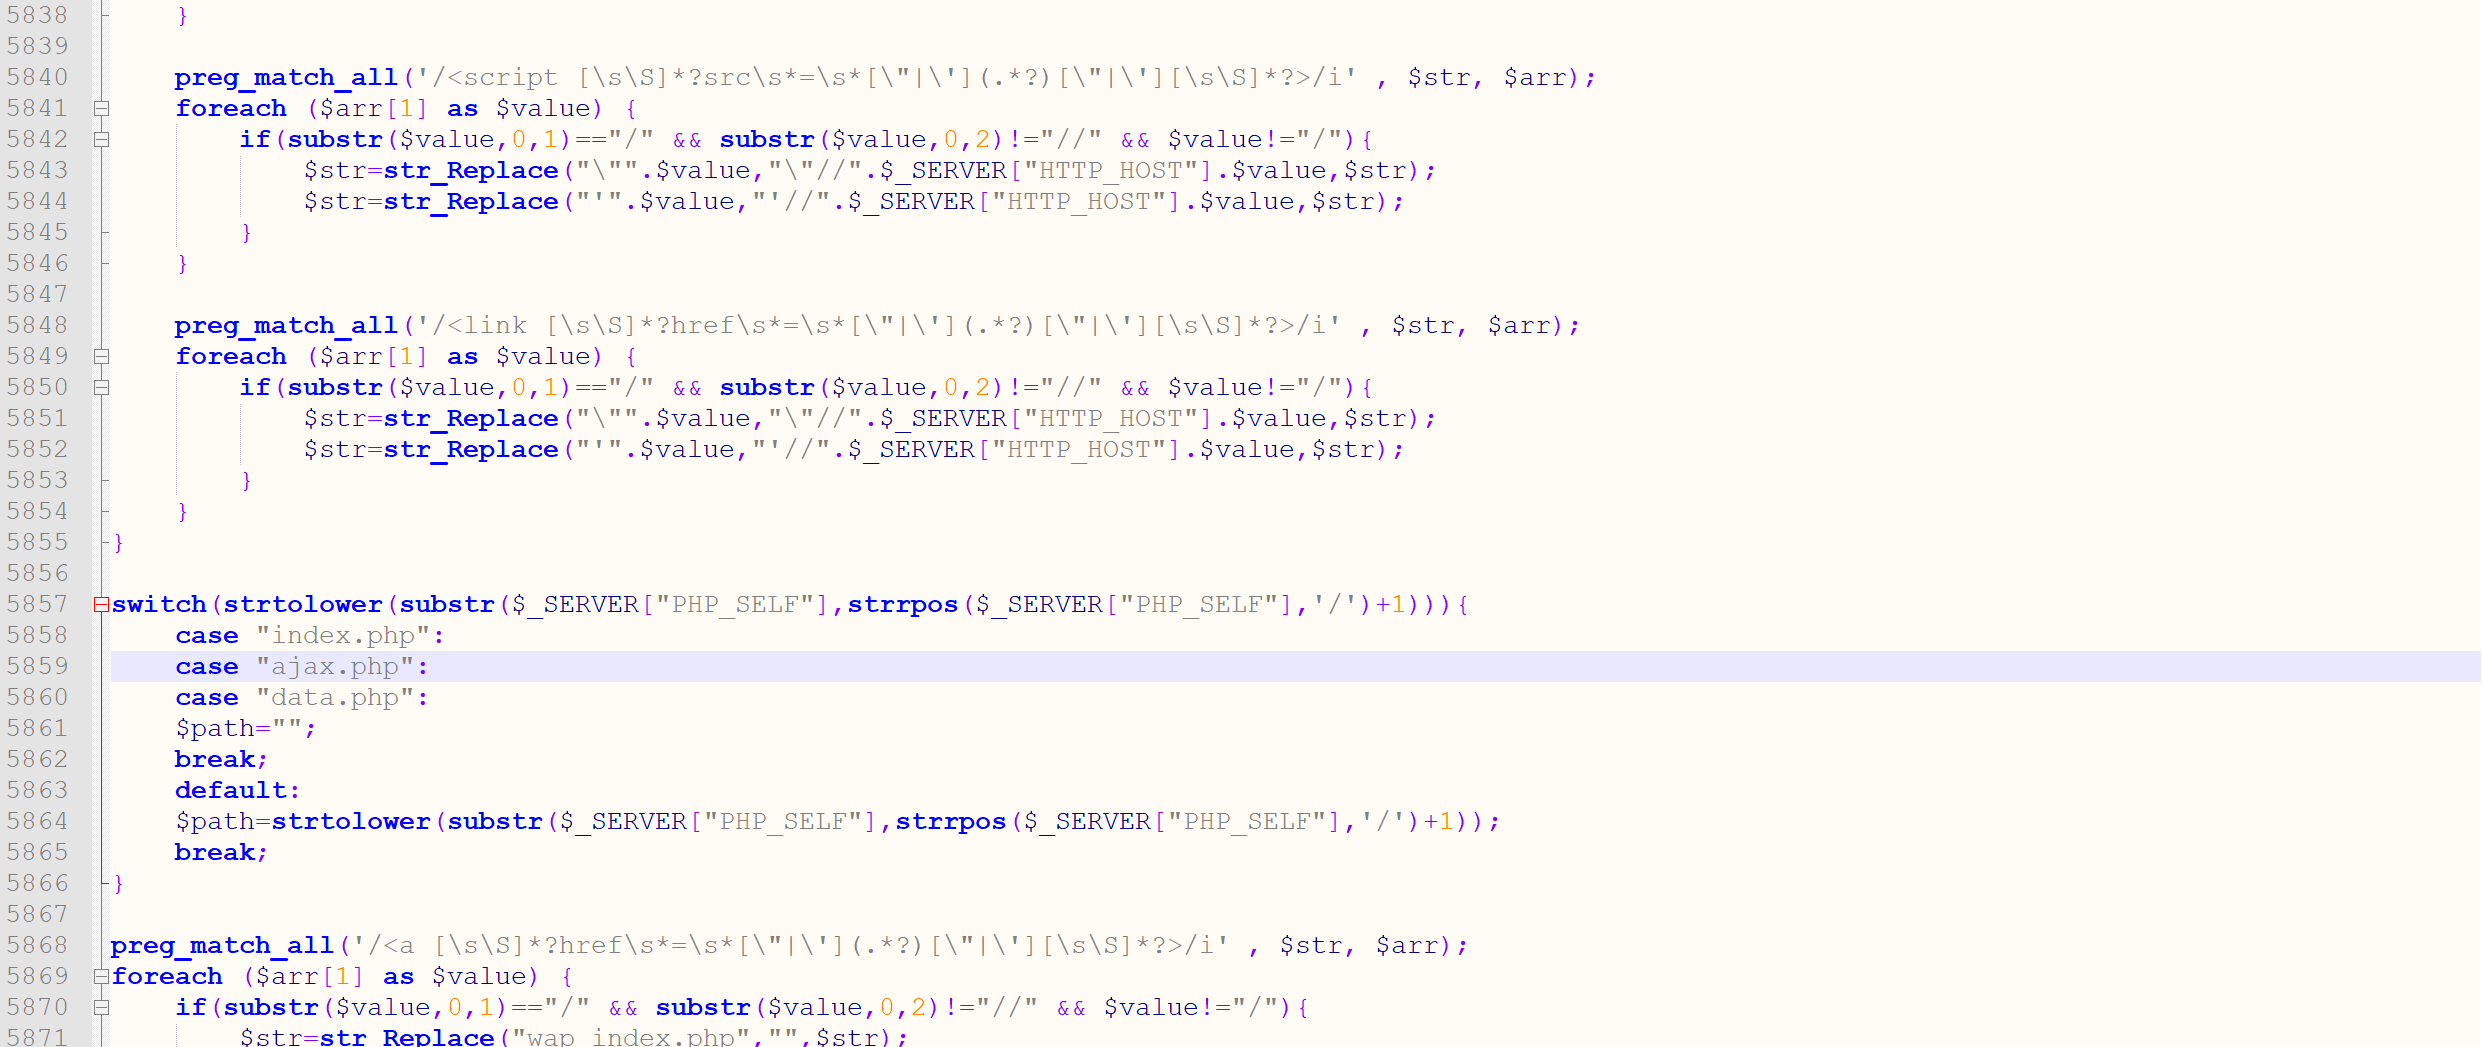 5838 }
5839
5840 preg_match_all('/<script [\s\S]*?src\s*=\s*[\"|\'](.*?)[\"|\'][\s\S]*?>/i' , $str, $arr);
5841 foreach ($arr[1] as $value) {
5842 if(substr($value,0,1)=="/" && substr($value,0,2)!="//" && $value!="/"){
5843 $str=str_Replace("\"".$value,"\"//".$_SERVER["HTTP_HOST"].$value,$str);
5844 $str=str_Replace("'".$value,"'//".$_SERVER["HTTP_HOST"].$value,$str);
5845 }
5846 }
5847
5848 preg_match_all('/<link [\s\S]*?href\s*=\s*[\"|\'](.*?)[\"|\'][\s\S]*?>/i' , $str, $arr);
5849 foreach ($arr[1] as $value) {
5850 if(substr($value,0,1)=="/" && substr($value,0,2)!="//" && $value!="/"){
5851 $str=str_Replace("\"".$value,"\"//".$_SERVER["HTTP_HOST"].$value,$str);
5852 $str=str_Replace("'".$value,"'//".$_SERVER["HTTP_HOST"].$value,$str);
5853 }
5854 }
5855 }
5856
5857 switch(strtolower(substr($_SERVER["PHP_SELF"],strrpos($_SERVER["PHP_SELF"],'/')+1))){
5858 case "index.php":
5859 case "ajax.php":
5860 case "data.php":
5861 $path="";
5862 break;
5863 default:
5864 $path=strtolower(substr($_SERVER["PHP_SELF"],strrpos($_SERVER["PHP_SELF"],'/')+1));
5865 break;
5866 }
5867
5868 preg_match_all('/<a [\s\S]*?href\s*=\s*[\"|\'](.*?)[\"|\'][\s\S]*?>/i' , $str, $arr);
5869 foreach ($arr[1] as $value) {
5870 if(substr($value,0,1)=="/" && substr($value,0,2)!="//" && $value!="/"){
5871 $str=str_Replace("wap_index.php","",$str);